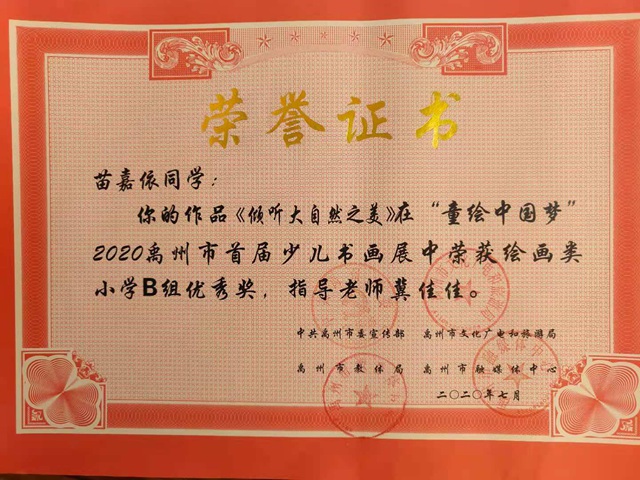 荣誉证书
苗嘉依同学：
你的作品《倾听大自然之美》在“童绘中国梦”
2020禹州市首届少儿书画展中荣获绘画类
小学B组优秀奖，指导老师冀佳佳。
中共禹州市委宣传部 禹州市文化广电和旅游局
禹州市教体局 禹州市融媒体中心
二〇二〇年七月